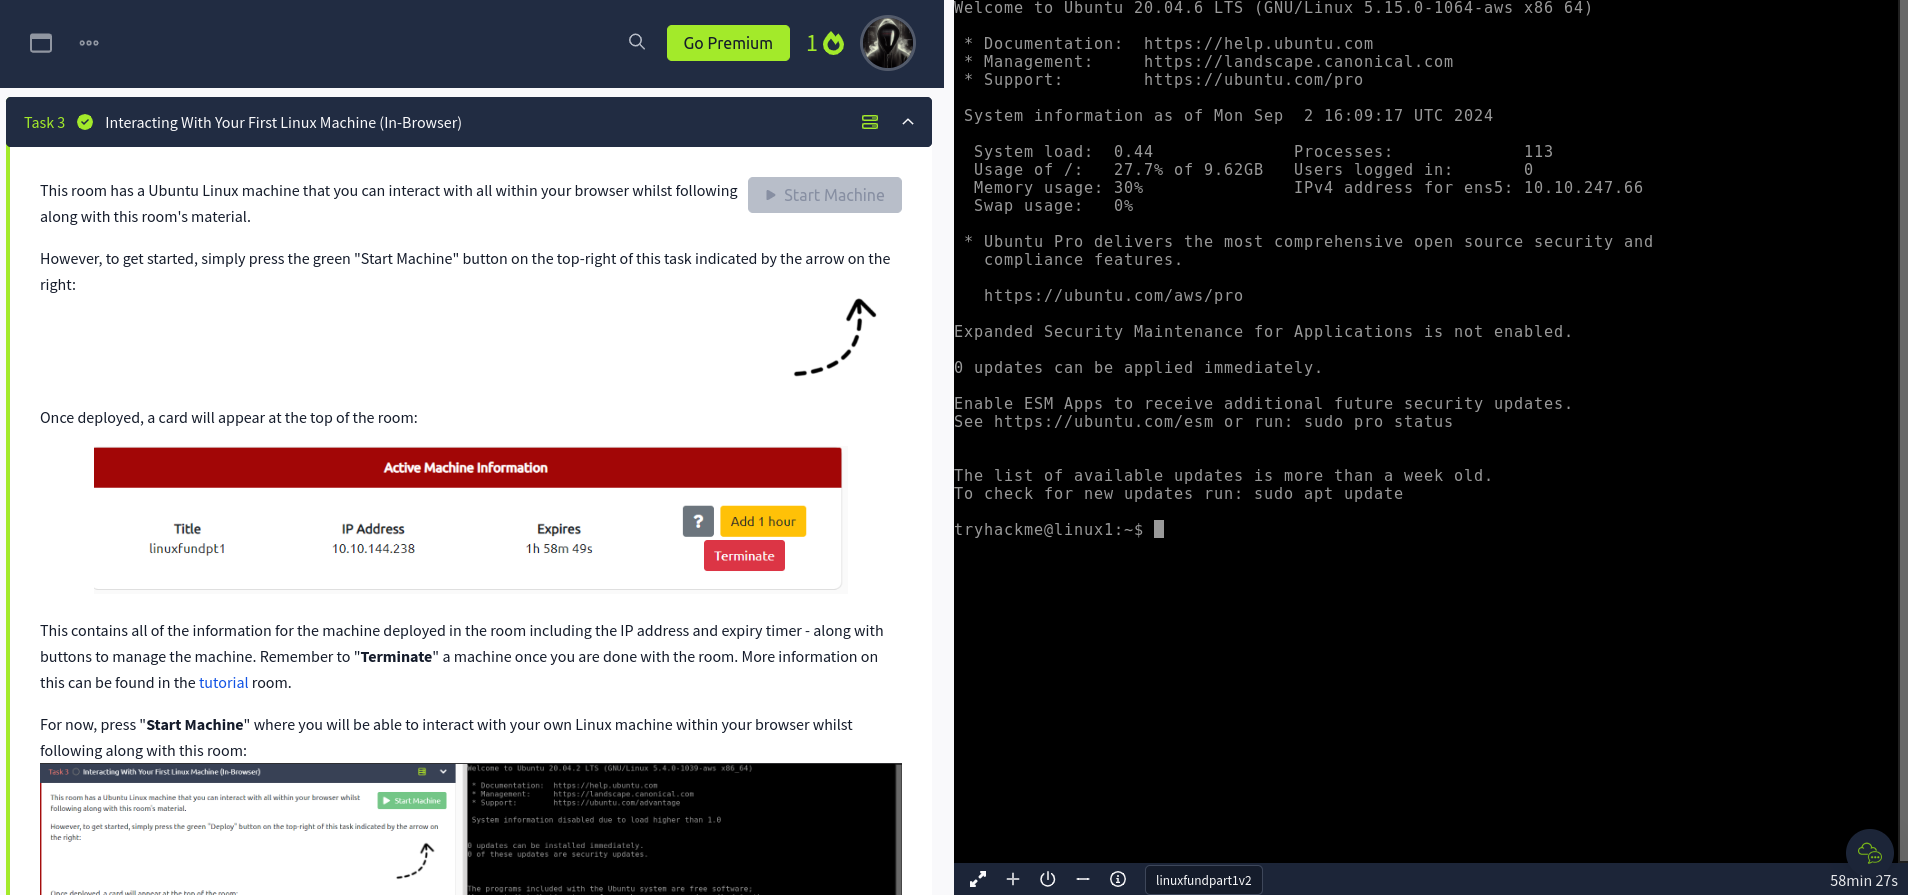 Go Premium
1
Task 3
Interacting With Your First Linux Machine (In-Browser)
This room has a Ubuntu Linux machine that you can interact with all within your browser whilst following
along with this room's material.
Start Machine
However, to get started, simply press the green "Start Machine" button on the top-right of this task indicated by the arrow on the
right:
Once deployed, a card will appear at the top of the room:
Active Machine Information
Title
linuxfundpt1
IP Address
10.10.144.238
Expires
1h 58m 49s
?
Add 1 hour
Terminate
This contains all of the information for the machine deployed in the room including the IP address and expiry timer - along with
buttons to manage the machine. Remember to "Terminate" a machine once you are done with the room. More information on
this can be found in the tutorial room.
For now, press "Start Machine" where you will be able to interact with your own Linux machine within your browser whilst
following along with this room:
Task 3
Interacting With Your First Linux Machine (In-Browser)
This room has a Ubuntu Linux machine that you can interact with all within your browser whilst
following along with this room's material.
Start Machine
However, to get started, simply press the green "Deploy" button on the top-right of this task indicated by the arrow on
the right:
Once deployed, a card will appear at the top of the room:
Welcome to Ubuntu 20.04.2 LTS (GNU/Linux 5.4.0-1039-aws x86_64)
* Documentation:  https://help.ubuntu.com
* Management:     https://landscape.canonical.com
* Support:        https://ubuntu.com/advantage
System information disabled due to load higher than 1.0
0 updates can be installed immediately.
0 of these updates are security updates.
The programs included with the Ubuntu system are free software;
Welcome to Ubuntu 20.04.6 LTS (GNU/Linux 5.15.0-1064-aws x86 64)
* Documentation:  https://help.ubuntu.com
* Management:     https://landscape.canonical.com
* Support:        https://ubuntu.com/pro
System information as of Mon Sep  2 16:09:17 UTC 2024
System load:  0.44               Processes:             113
Usage of /:   27.7% of 9.62GB   Users logged in:       0
Memory usage: 30%               IPv4 address for ens5: 10.10.247.66
Swap usage:   0%
* Ubuntu Pro delivers the most comprehensive open source security and
compliance features.
https://ubuntu.com/aws/pro
Expanded Security Maintenance for Applications is not enabled.
0 updates can be applied immediately.
Enable ESM Apps to receive additional future security updates.
See https://ubuntu.com/esm or run: sudo pro status
The list of available updates is more than a week old.
To check for new updates run: sudo apt update
tryhackme@linux1:~$
linuxfundpart1v2
58min 27s